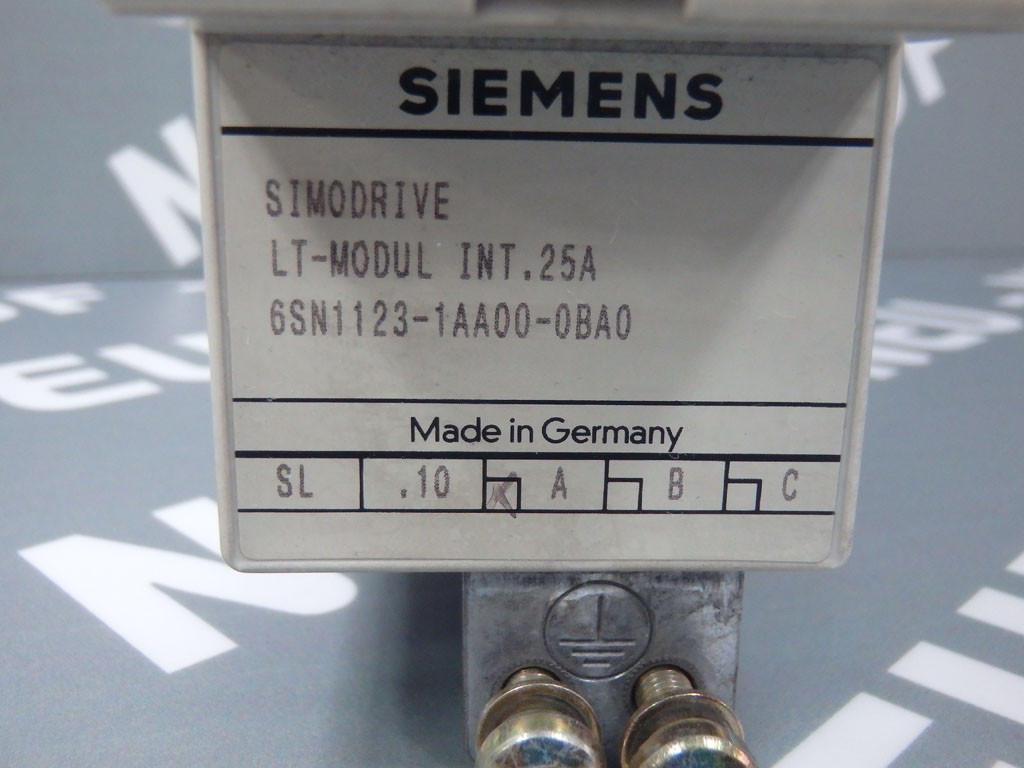 SIEMENS
SIMODRIVE
LT-MODUL INT.25A
6SN1123-1AA00-0BA0
Made in Germany
SL .10 A B C